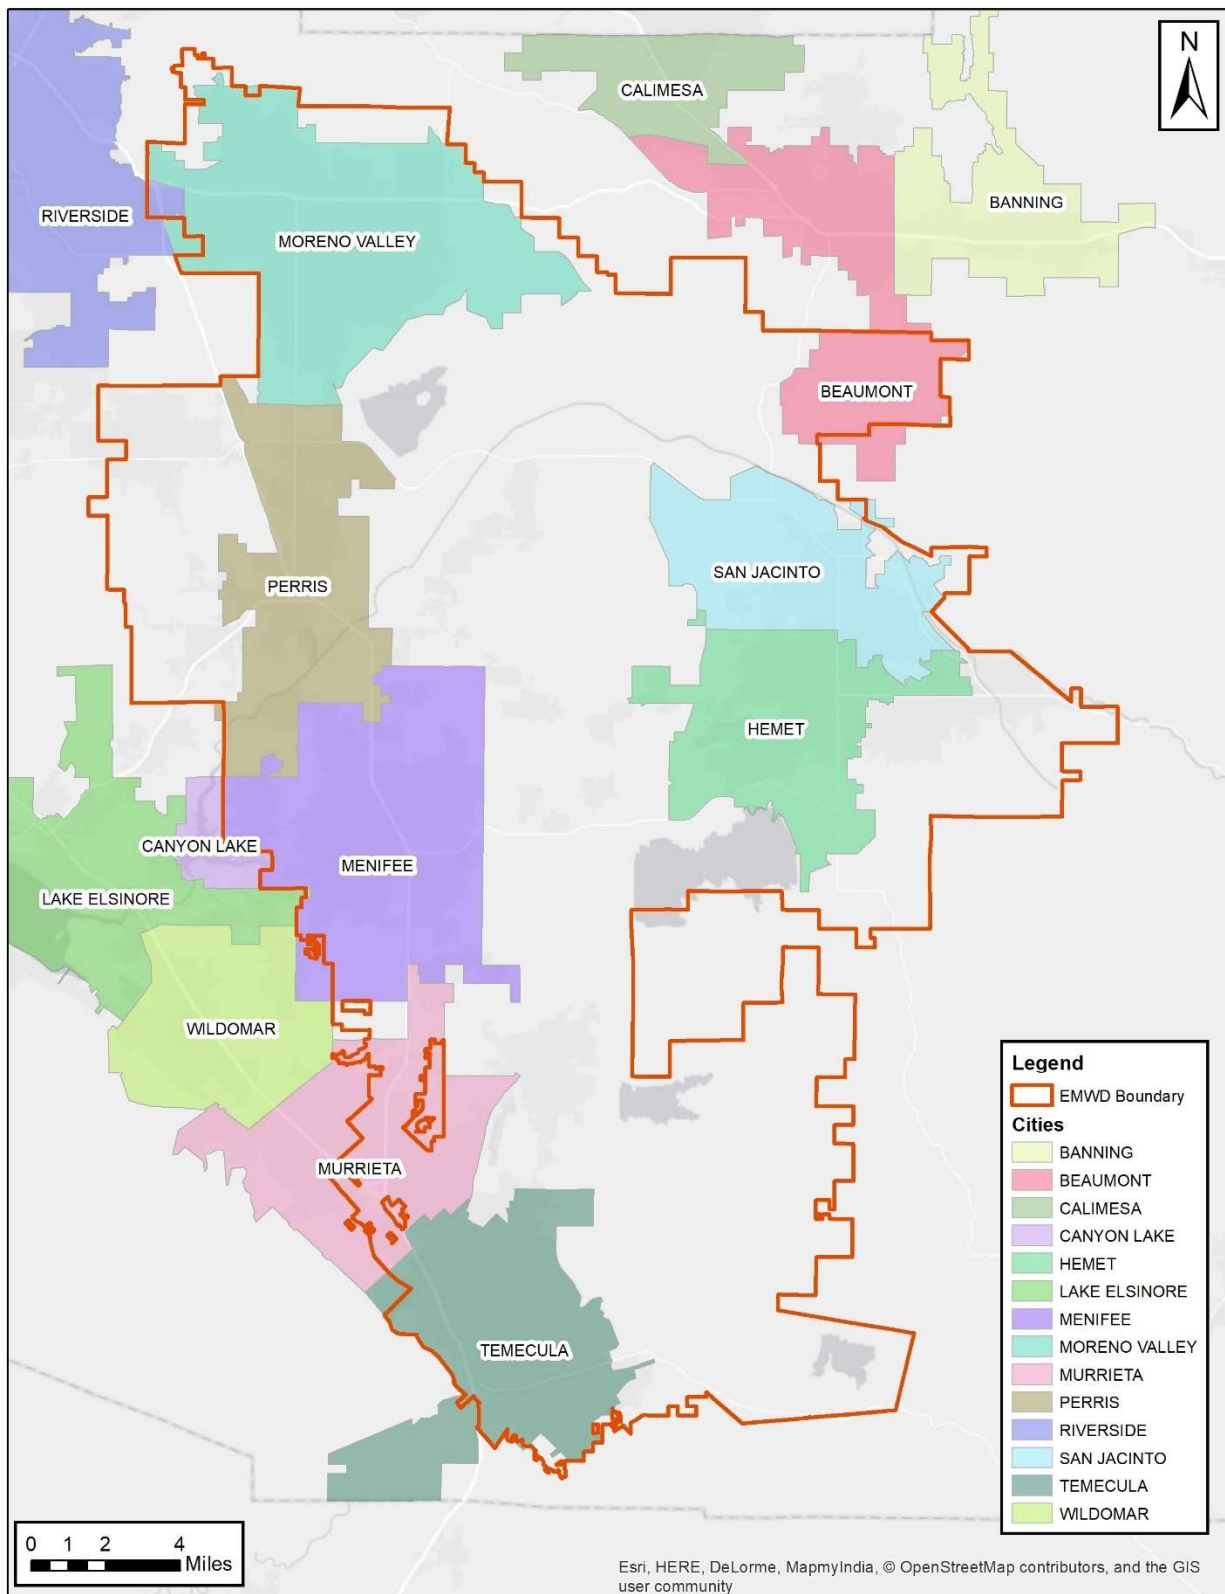 N
CALIMESA
BANNING
RIVERSIDE
MORENO VALLEY
BEAUMONT
SAN JACINTO
PERRIS
HEMET
CANYON LAKE
MENIFEE
LAKE ELSINORE
WILDOMAR
MURRIETA
TEMECULA
Legend
EMWD Boundary
Cities
BANNING
BEAUMONT
CALIMESA
CANYON LAKE
HEMET
LAKE ELSINORE
MENIFEE
MORENO VALLEY
MURRIETA
PERRIS
RIVERSIDE
SAN JACINTO
TEMECULA
WILDOMAR
0 1 2 4
Miles
Esri, HERE, DeLorme, MapmyIndia, © OpenStreetMap contributors, and the GIS
user community